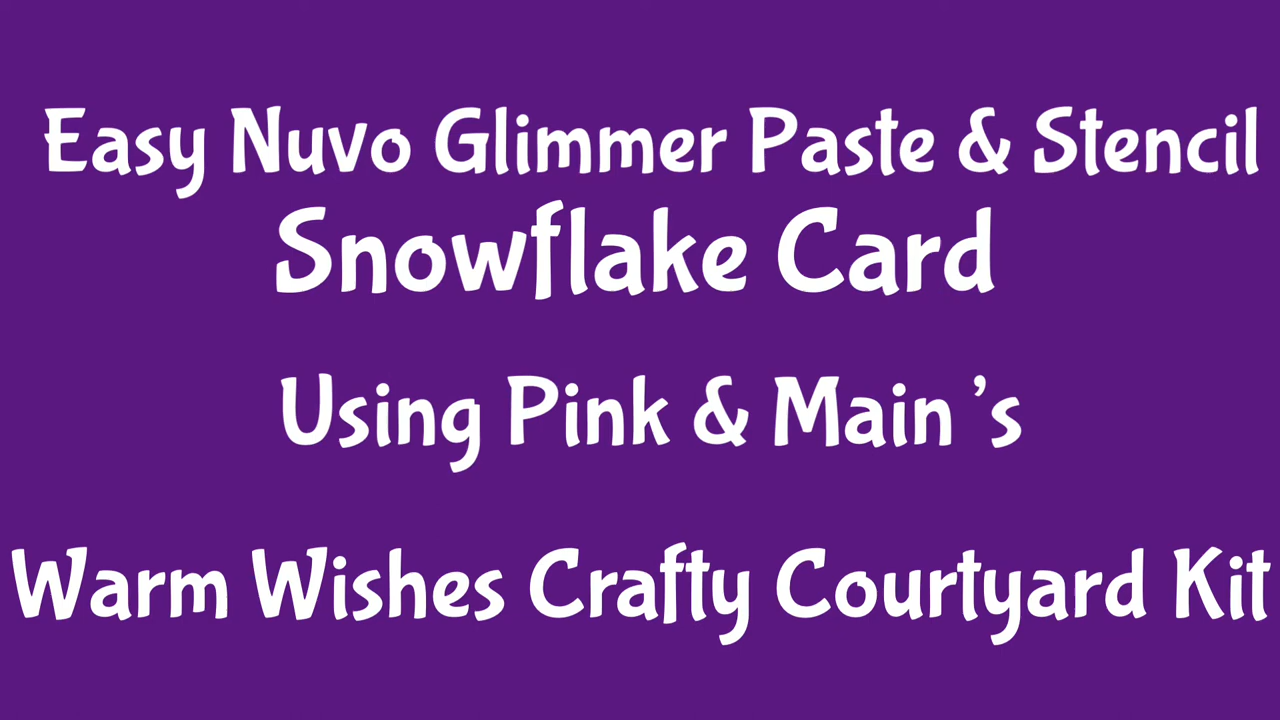 Easy Nuvo Glimmer Paste & Stencil
Snowflake Card
Using Pink & Main's
Warm Wishes Crafty Courtyard Kit